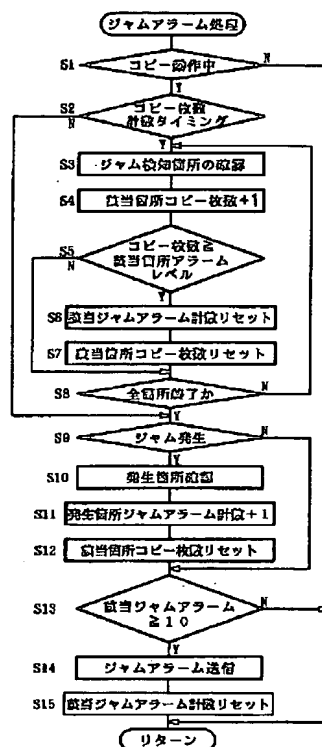 ジャムアラーム処理
S1
コピー動作中
N
Y
S2
コピー枚数
計数タイミング
N
Y
S3
ジャム検知箇所の確認
S4
該当箇所コピー枚数+1
S5
コピー枚数≧
該当箇所アラーム
レベル
N
Y
S6
該当ジャムアラーム計数リセット
S7
該当箇所コピー枚数リセット
S8
全箇所終了か
N
Y
S9
ジャム発生
N
Y
S10
発生箇所確認
S11
発生箇所ジャムアラーム計数+1
S12
該当箇所コピー枚数リセット
S13
該当ジャムアラーム
≧10
N
Y
S14
ジャムアラーム送信
S15
該当ジャムアラーム計数リセット
リターン